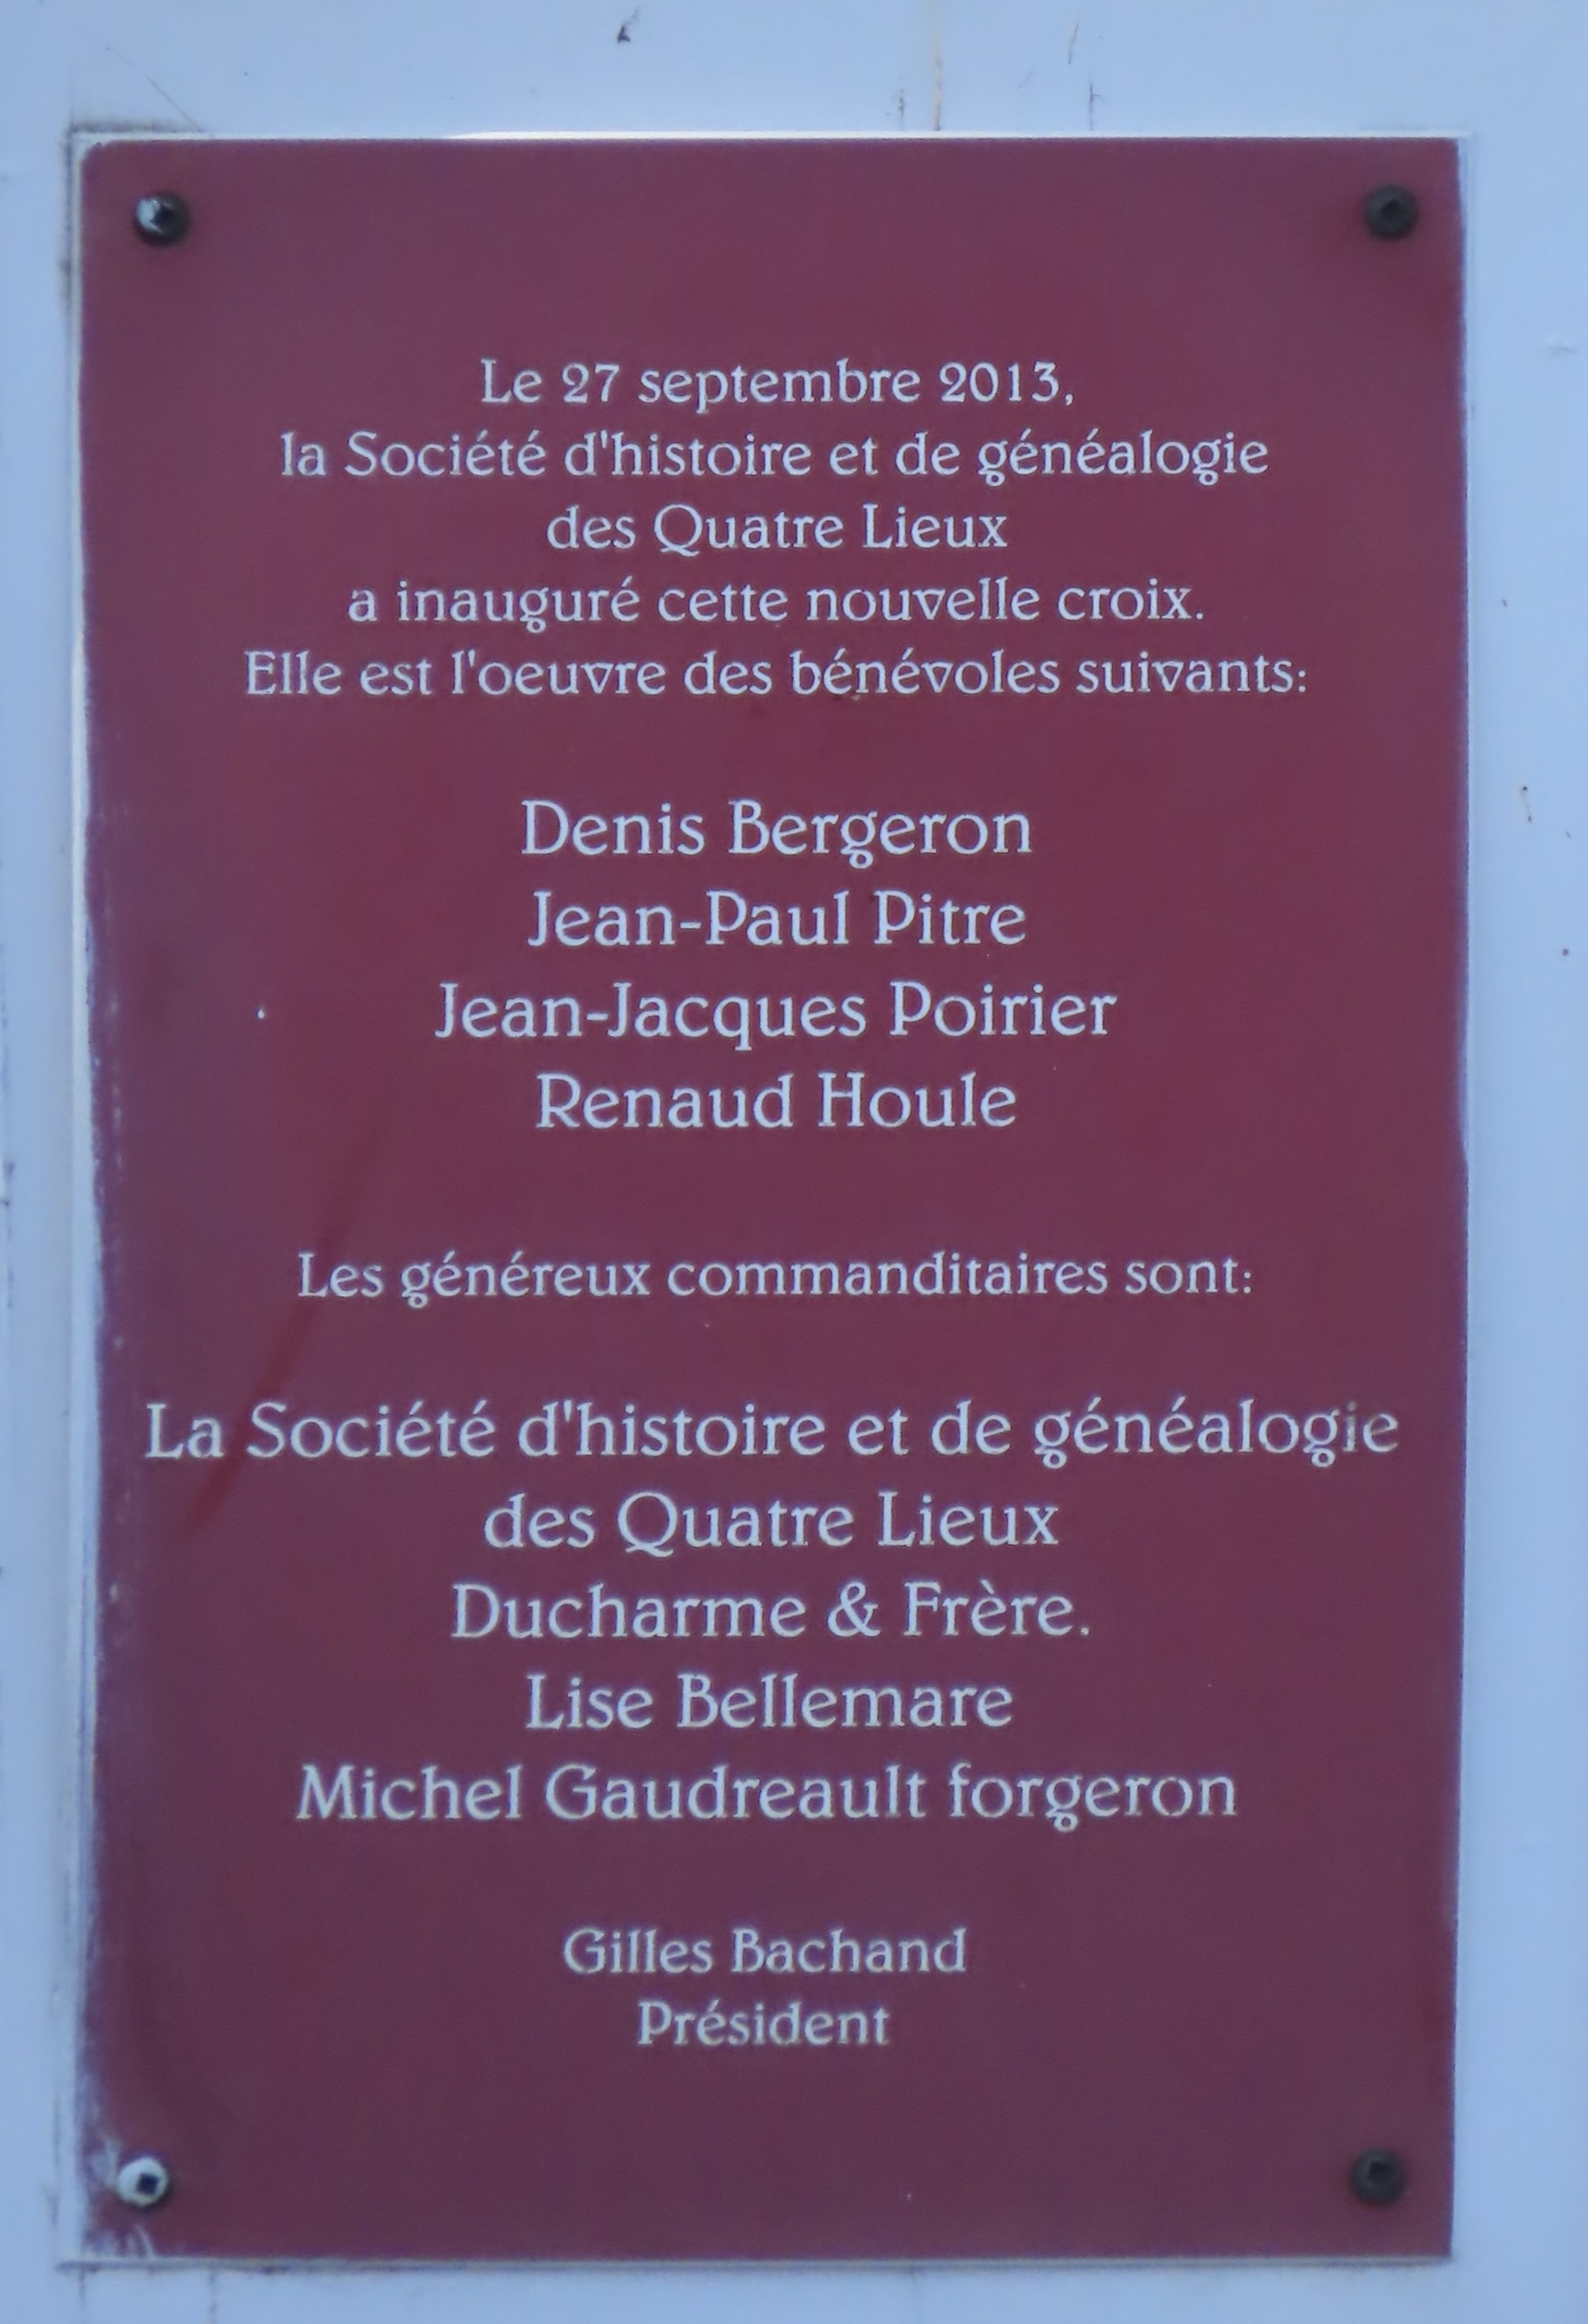 Le 27 septembre 2013,
la Société d'histoire et de généalogie
des Quatre Lieux
a inauguré cette nouvelle croix.
Elle est l'oeuvre des bénévoles suivants:
Denis Bergeron
Jean-Paul Pitre
Jean-Jacques Poirier
Renaud Houle
Les généreux commanditaires sont:
La Société d'histoire et de généalogie
des Quatre Lieux
Ducharme & Frère.
Lise Bellemare
Michel Gaudreault forgeron
Gilles Bachand
Président